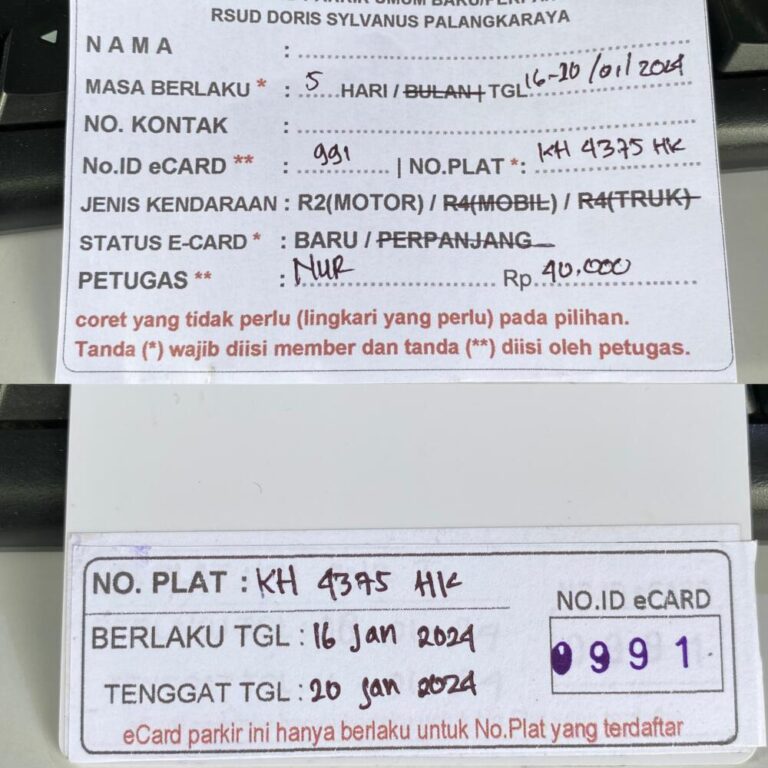 RSUD DORIS SYLVANUS PALANGKARAYA
NAMA :
MASA BERLAKU * : 5 HARI / BULAN | TGL 16-20/01/2024
NO. KONTAK :
No.ID eCARD ** : 991 | NO.PLAT *: KH 4375 HK
JENIS KENDARAAN : R2(MOTOR) / R4(MOBIL) / R4(TRUK)
STATUS E-CARD * : BARU / PERPANJANG
PETUGAS ** : NUR Rp 40.000
coret yang tidak perlu (lingkari yang perlu) pada pilihan.
Tanda (*) wajib diisi member dan tanda (**) diisi oleh petugas.
NO. PLAT : KH 4375 HK
NO.ID eCARD
BERLAKU TGL : 16 Jan 2024
0991
TENGGAT TGL : 20 Jan 2024
eCard parkir ini hanya berlaku untuk No.Plat yang terdaftar